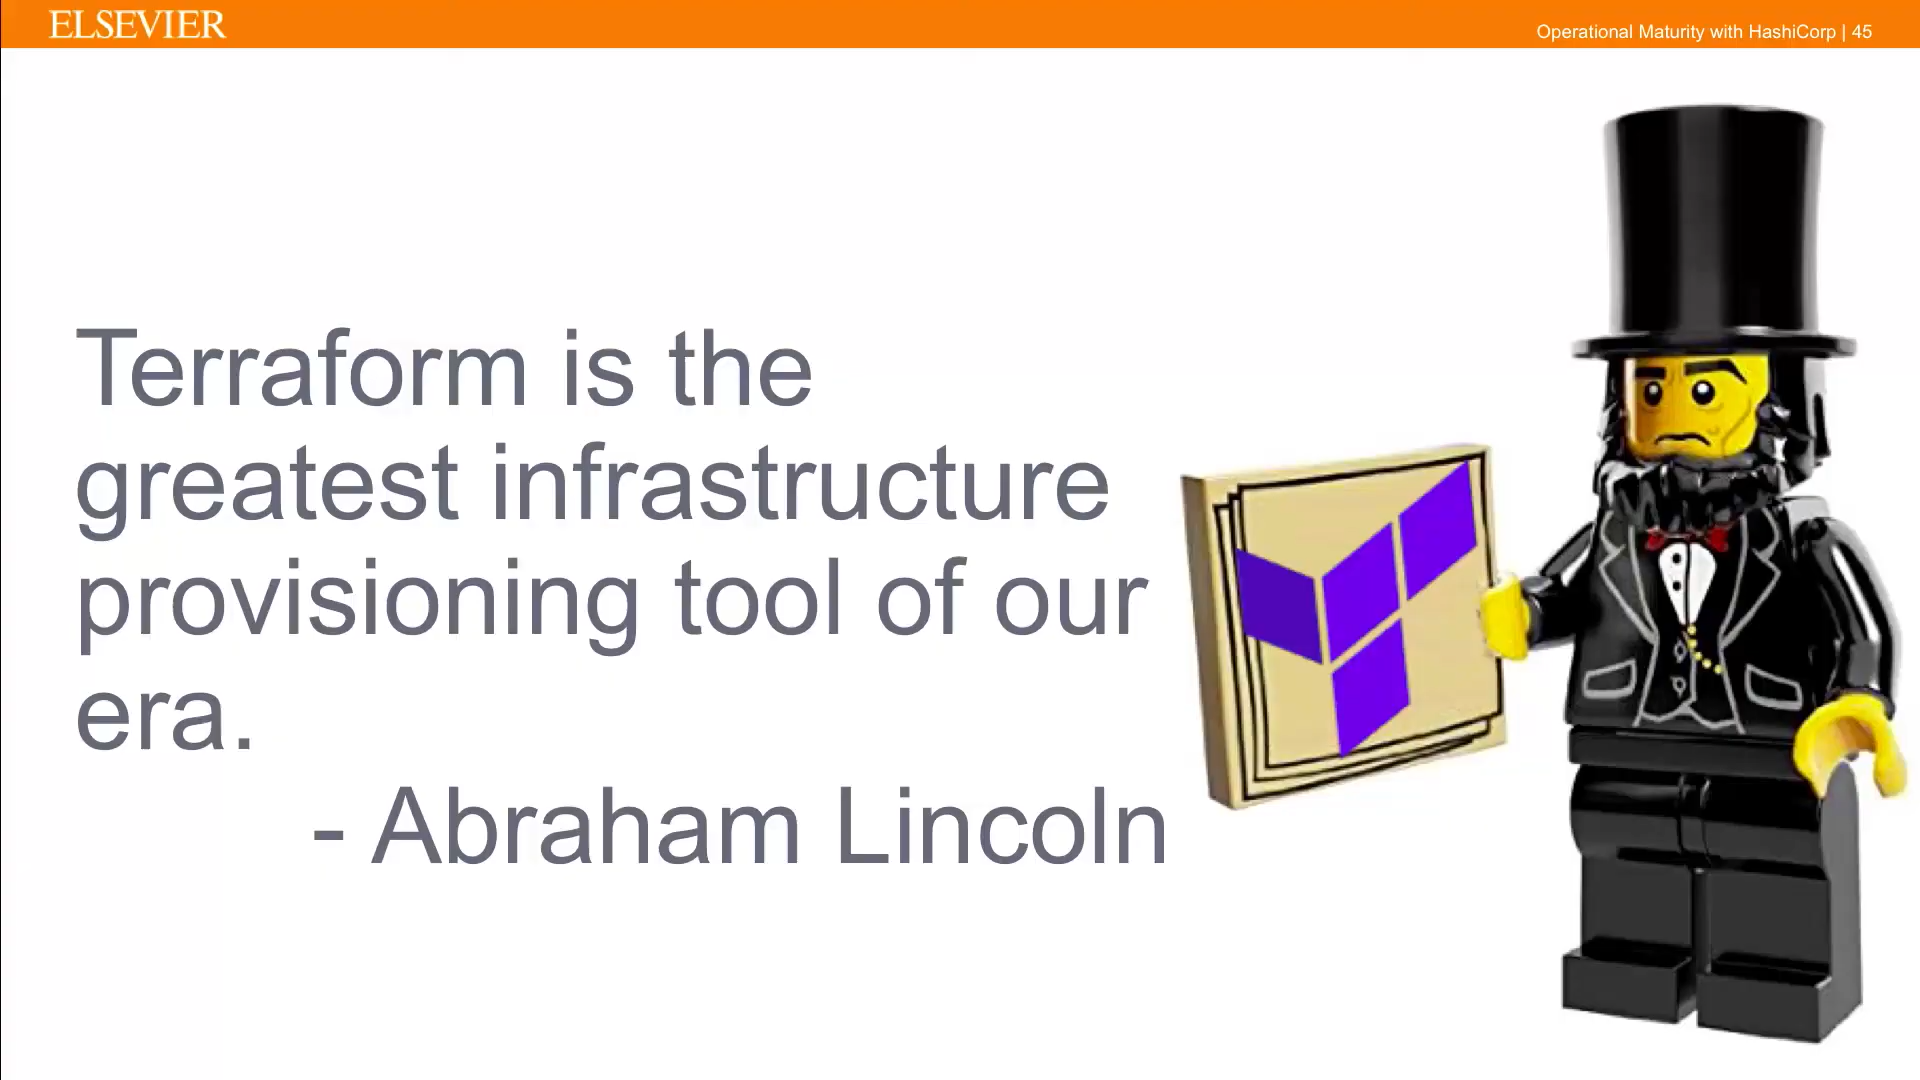 ELSEVIER
Operational Maturity with HashiCorp | 45
Terraform is the
greatest infrastructure
provisioning tool of our
era.
- Abraham Lincoln